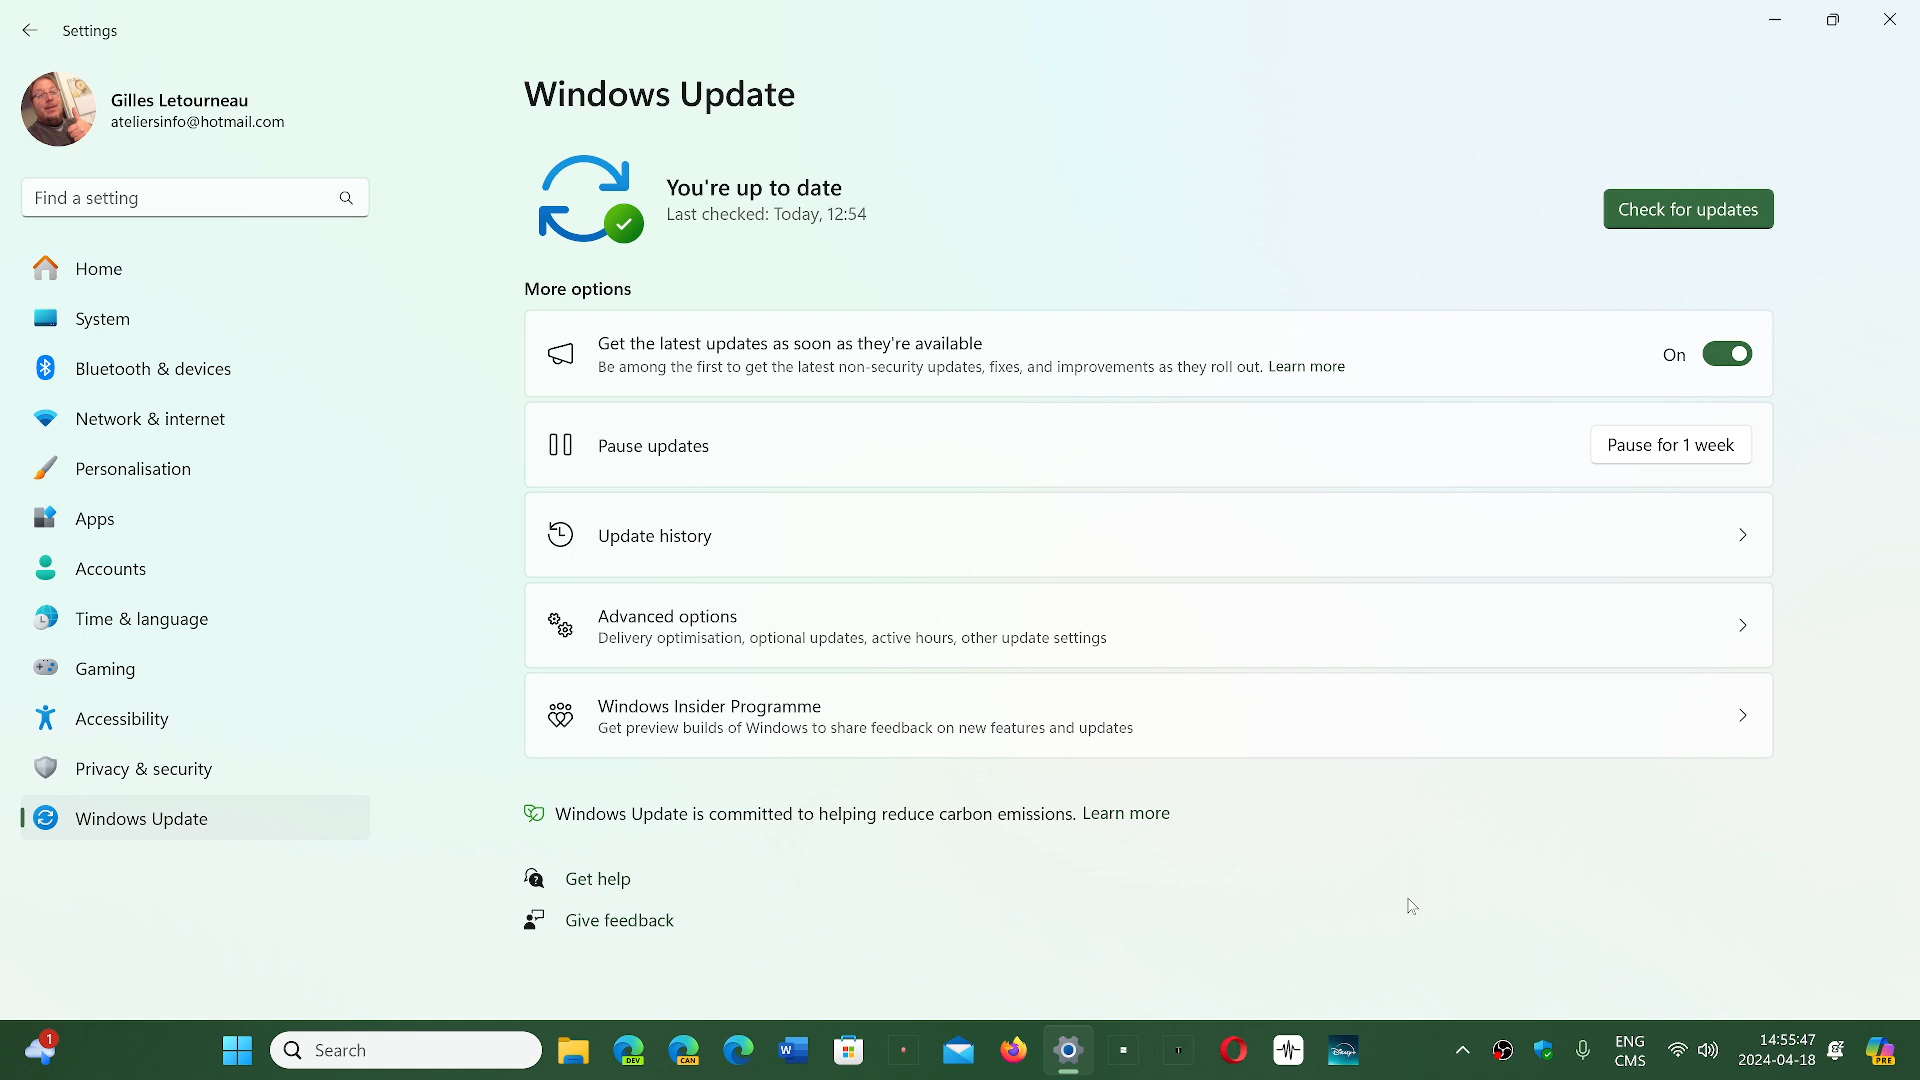 Settings
Gilles Letourneau
ateliersinfo@hotmail.com
Find a setting
Home
System
Bluetooth & devices
Network & internet
Personalisation
Apps
Accounts
Time & language
Gaming
Accessibility
Privacy & security
Windows Update
Windows Update
You're up to date
Last checked: Today, 12:54
Check for updates
More options
Get the latest updates as soon as they're available
Be among the first to get the latest non-security updates, fixes, and improvements as they roll out. Learn more
On
Pause updates
Pause for 1 week
Update history
Advanced options
Delivery optimisation, optional updates, active hours, other update settings
Windows Insider Programme
Get preview builds of Windows to share feedback on new features and updates
Windows Update is committed to helping reduce carbon emissions. Learn more
Get help
Give feedback
1
Search
DEV
CAN
W
Disney+
ENG
CMS
14:55:47
2024-04-18
PRE